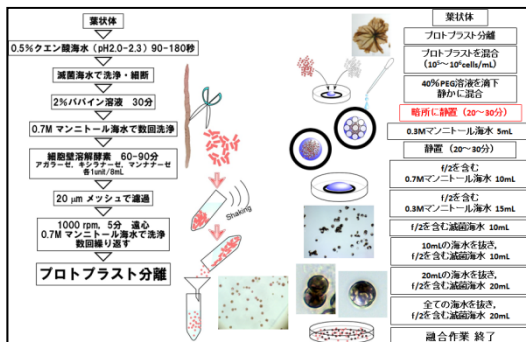 葉状体
0.5%クエン酸海水（pH2.0-2.3）90-180秒
滅菌海水で洗浄・細断
2%パパイン溶液 30分
0.7M マンニトール海水で数回洗浄
細胞壁溶解酵素 60-90分
アガラーゼ、キシラナーゼ、マンナナーゼ
各1unit/8mL
20 μm メッシュで濾過
1000 rpm、5分 遠心
0.7M マンニトール海水で洗浄
数回繰り返す
プロトプラスト分離
Shaking
葉状体
プロトプラスト分離
プロトプラストを混合
(10⁵～10⁶cells/mL)
40%PEG溶液を滴下
静かに混合
暗所に静置（20～30分）
0.3Mマンニトール海水 5mL
静置（20～30分）
f/2を含む
0.7Mマンニトール海水 10mL
f/2を含む
0.3Mマンニトール海水 15mL
f/2を含む滅菌海水 10mL
10mLの海水を抜き,
f/2を含む滅菌海水 10mL
20mLの海水を抜き,
f/2を含む滅菌海水 20mL
全ての海水を抜き,
f/2を含む滅菌海水 20mL
融合作業 終了